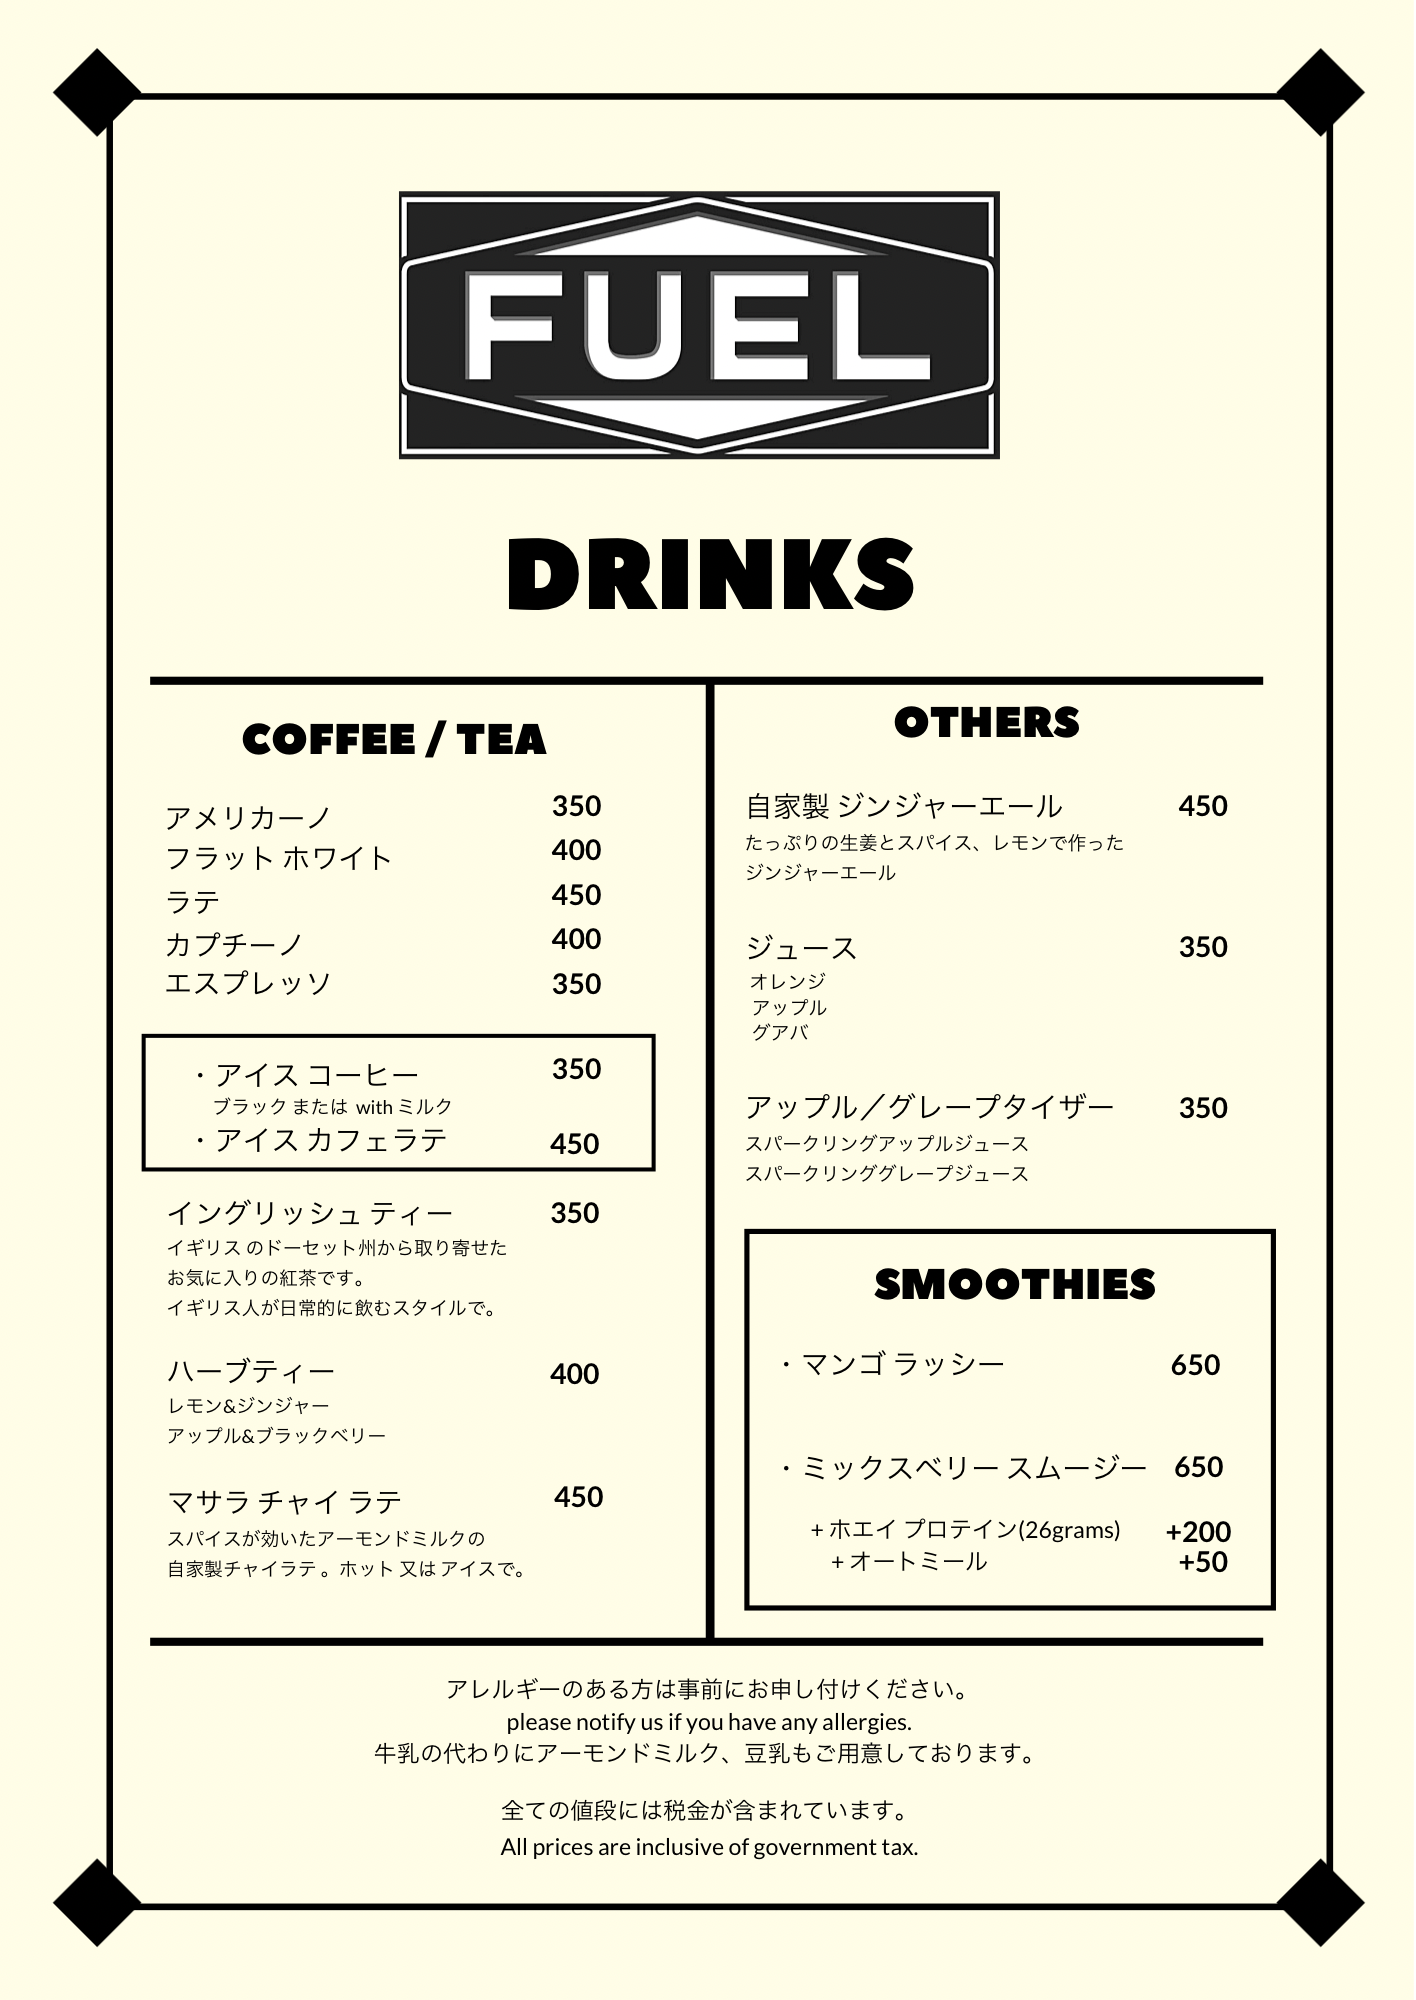 FUEL
DRINKS
COFFEE / TEA
アメリカーノ 350
フラット ホワイト 400
ラテ 450
カプチーノ 400
エスプレッソ 350
・アイス コーヒー 350
ブラック または with ミルク
・アイス カフェラテ 450
イングリッシュ ティー 350
イギリス のドーセット州から取り寄せた
お気に入りの紅茶です。
イギリス人が日常的に飲むスタイルで。
ハーブティー 400
レモン&ジンジャー
アップル&ブラックベリー
マサラ チャイ ラテ 450
スパイスが効いたアーモンドミルクの
自家製チャイラテ 。ホット 又は アイスで。
OTHERS
自家製 ジンジャーエール 450
たっぷりの生姜とスパイス、レモンで作った
ジンジャーエール
ジュース 350
オレンジ
アップル
グアバ
アップル／グレープタイザー 350
スパークリングアップルジュース
スパークリンググレープジュース
SMOOTHIES
・マンゴ ラッシー 650
・ミックスベリー スムージー 650
+ ホエイ プロテイン(26grams) +200
+ オートミール +50
アレルギーのある方は事前にお申し付けください。
please notify us if you have any allergies.
牛乳の代わりにアーモンドミルク、豆乳もご用意しております。
全ての値段には税金が含まれています。
All prices are inclusive of government tax.